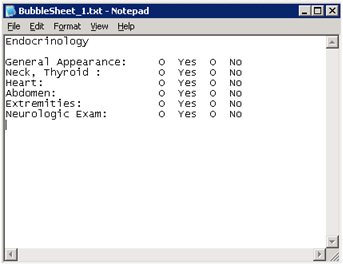 BubbleSheet_1.txt - Notepad
File Edit Format View Help
Endocrinology
General Appearance: O Yes O No
Neck, Thyroid : O Yes O No
Heart: O Yes O No
Abdomen: O Yes O No
Extremities: O Yes O No
Neurologic Exam: O Yes O No